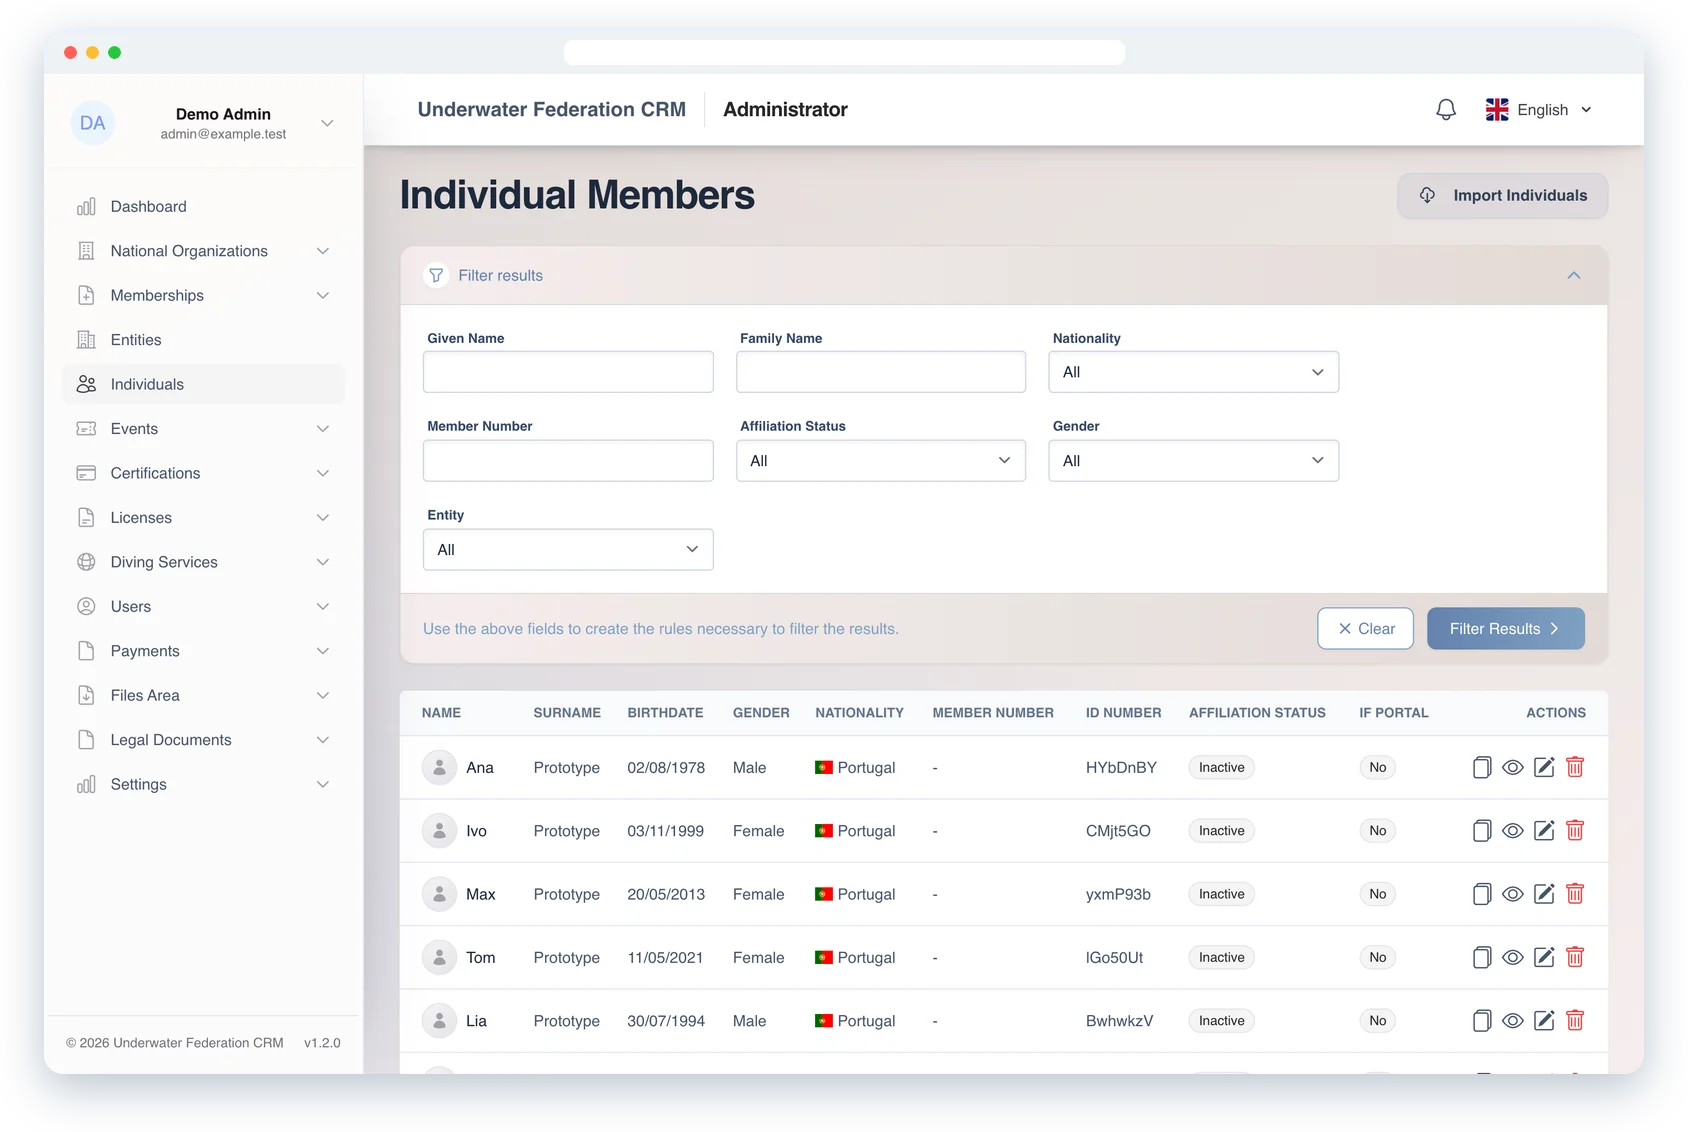 DA
Demo Admin
admin@example.test
Underwater Federation CRM
Administrator
English
Dashboard
National Organizations
Memberships
Entities
Individuals
Events
Certifications
Licenses
Diving Services
Users
Payments
Files Area
Legal Documents
Settings
© 2026 Underwater Federation CRM v1.2.0
Individual Members
Import Individuals
Filter results
Given Name Family Name Nationality
All
Member Number Affiliation Status Gender
All All
Entity
All
Use the above fields to create the rules necessary to filter the results.
Clear
Filter Results
NAME SURNAME BIRTHDATE GENDER NATIONALITY MEMBER NUMBER ID NUMBER AFFILIATION STATUS IF PORTAL ACTIONS
Ana Prototype 02/08/1978 Male Portugal - HYbDnBY Inactive No
Ivo Prototype 03/11/1999 Female Portugal - CMjt5GO Inactive No
Max Prototype 20/05/2013 Female Portugal - yxmP93b Inactive No
Tom Prototype 11/05/2021 Female Portugal - lGo50Ut Inactive No
Lia Prototype 30/07/1994 Male Portugal - BwhwkzV Inactive No